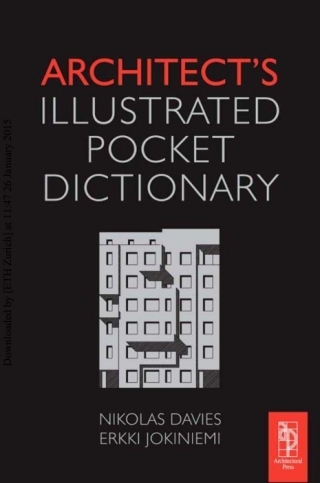 ARCHITECT'S
ILLUSTRATED
POCKET
DICTIONARY
NIKOLAS DAVIES
ERKKI JOKINIEMI
Architectural
Press
Downloaded by [ETH Zurich] at 11:47 26 January 2015